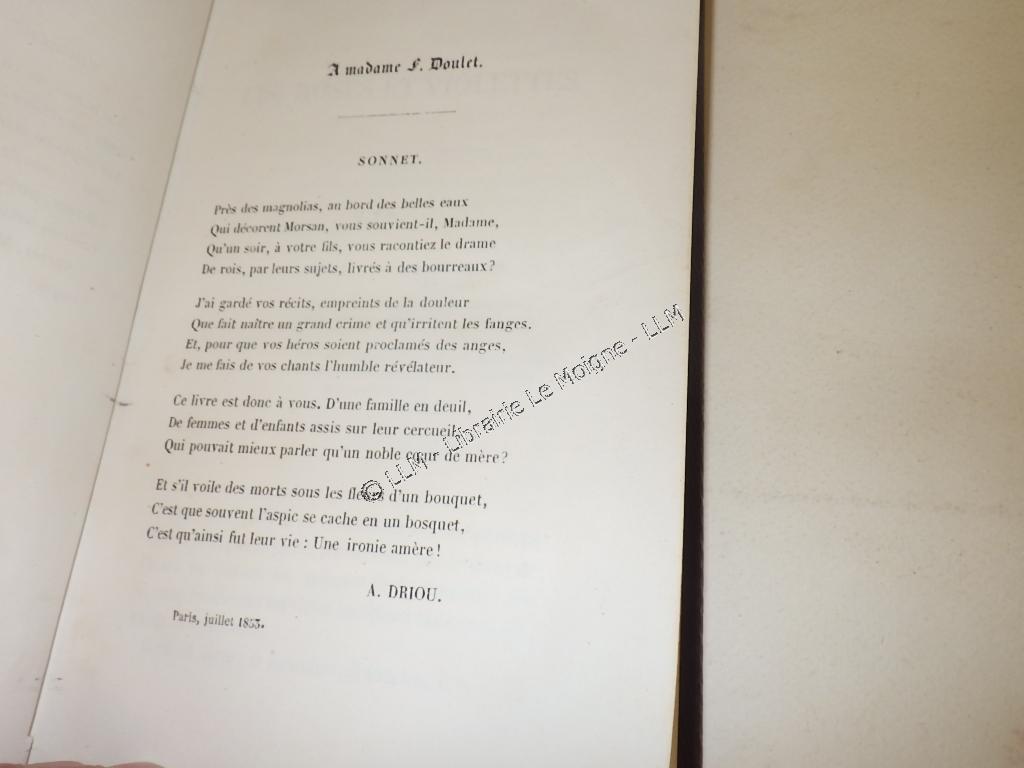 A madame F. Doulet.
SONNET.
Près des magnolias, au bord des belles eaux
Qui décorent Morsan, vous souvient-il, Madame,
Qu'un soir, à votre fils, vous racontiez le drame
De rois, par leurs sujets, livrés à des bourreaux?
J'ai gardé vos récits, empreints de la douleur
Que fait naître un grand crime et qu'irritent les fanges.
Et, pour que vos héros soient proclamés des anges,
Je me fais de vos chants l'humble révélateur.
Ce livre est donc à vous. D'une famille en deuil,
De femmes et d'enfants assis sur leur cercueil,
Qui pouvait mieux parler qu'un noble cœur de mère?
Et s'il voile des morts sous les fleurs d'un bouquet,
C'est que souvent l'aspic se cache en un bosquet,
C'est qu'ainsi fut leur vie : Une ironie amère!
A. DRIOU.
Paris, juillet 1853.
© LLM - Librairie Le Moigne - LLM